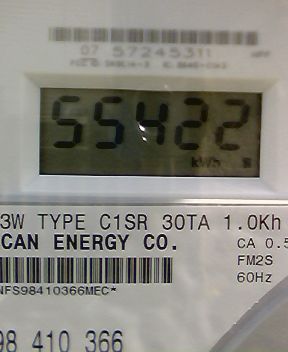 07 57245311
55422
kWh
3W TYPE C1SR 30TA 1.0Kh
CAN ENERGY CO.
CA 0.5
FM2S
60Hz
NFS98410366MEC*
98 410 366